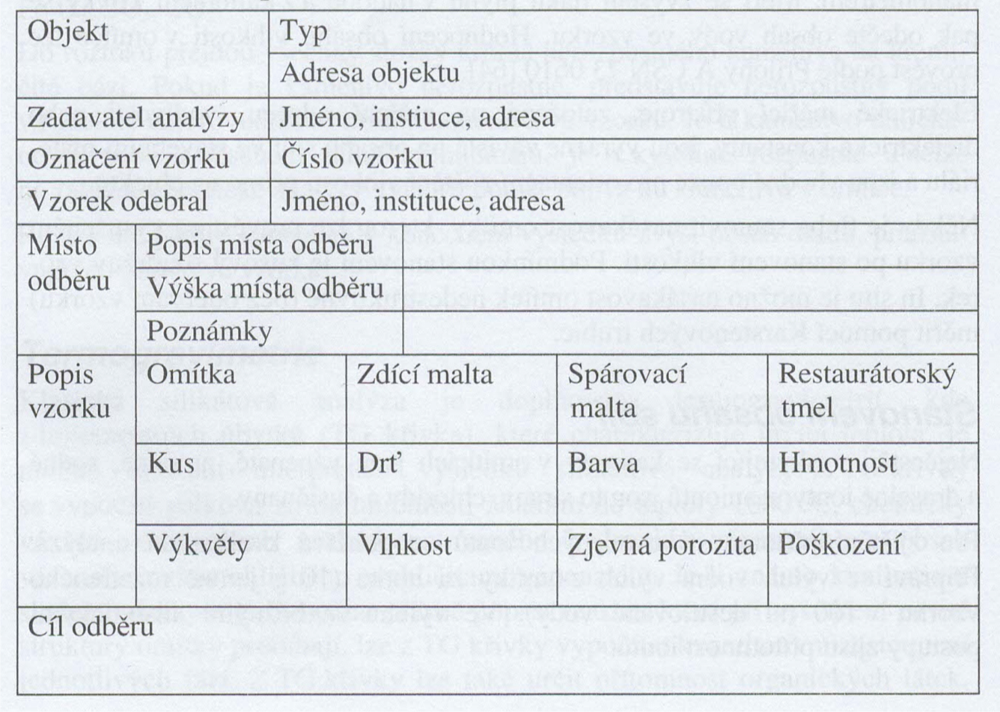 Objekt
Typ
Adresa objektu
Zadavatel analýzy
Jméno, instiuce, adresa
Označení vzorku
Číslo vzorku
Vzorek odebral
Jméno, instituce, adresa
Místo
odběru
Popis místa odběru
Výška místa odběru
Poznámky
Popis
vzorku
Omítka
Zdící malta
Spárovací
malta
Restaurátorský
tmel
Kus
Drť
Barva
Hmotnost
Výkvěty
Vlhkost
Zjevná porozita
Poškození
Cíl odběru